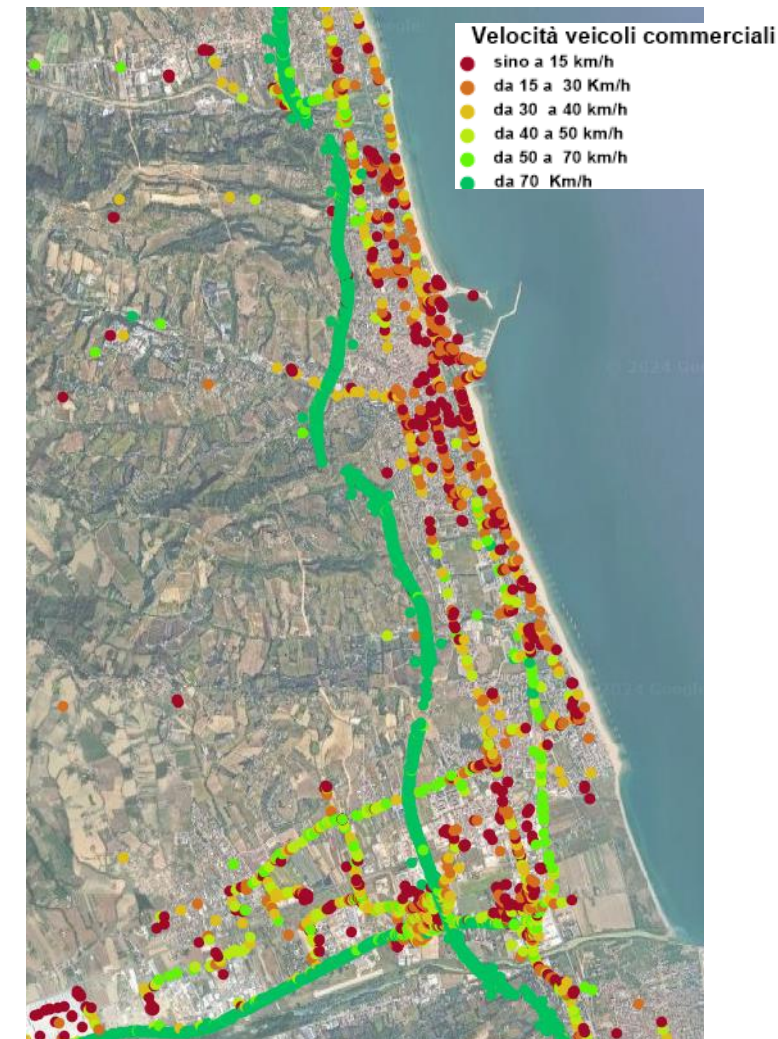 Velocità veicoli commerciali
sino a 15 km/h
da 15 a 30 Km/h
da 30 a 40 km/h
da 40 a 50 km/h
da 50 a 70 km/h
da 70 Km/h